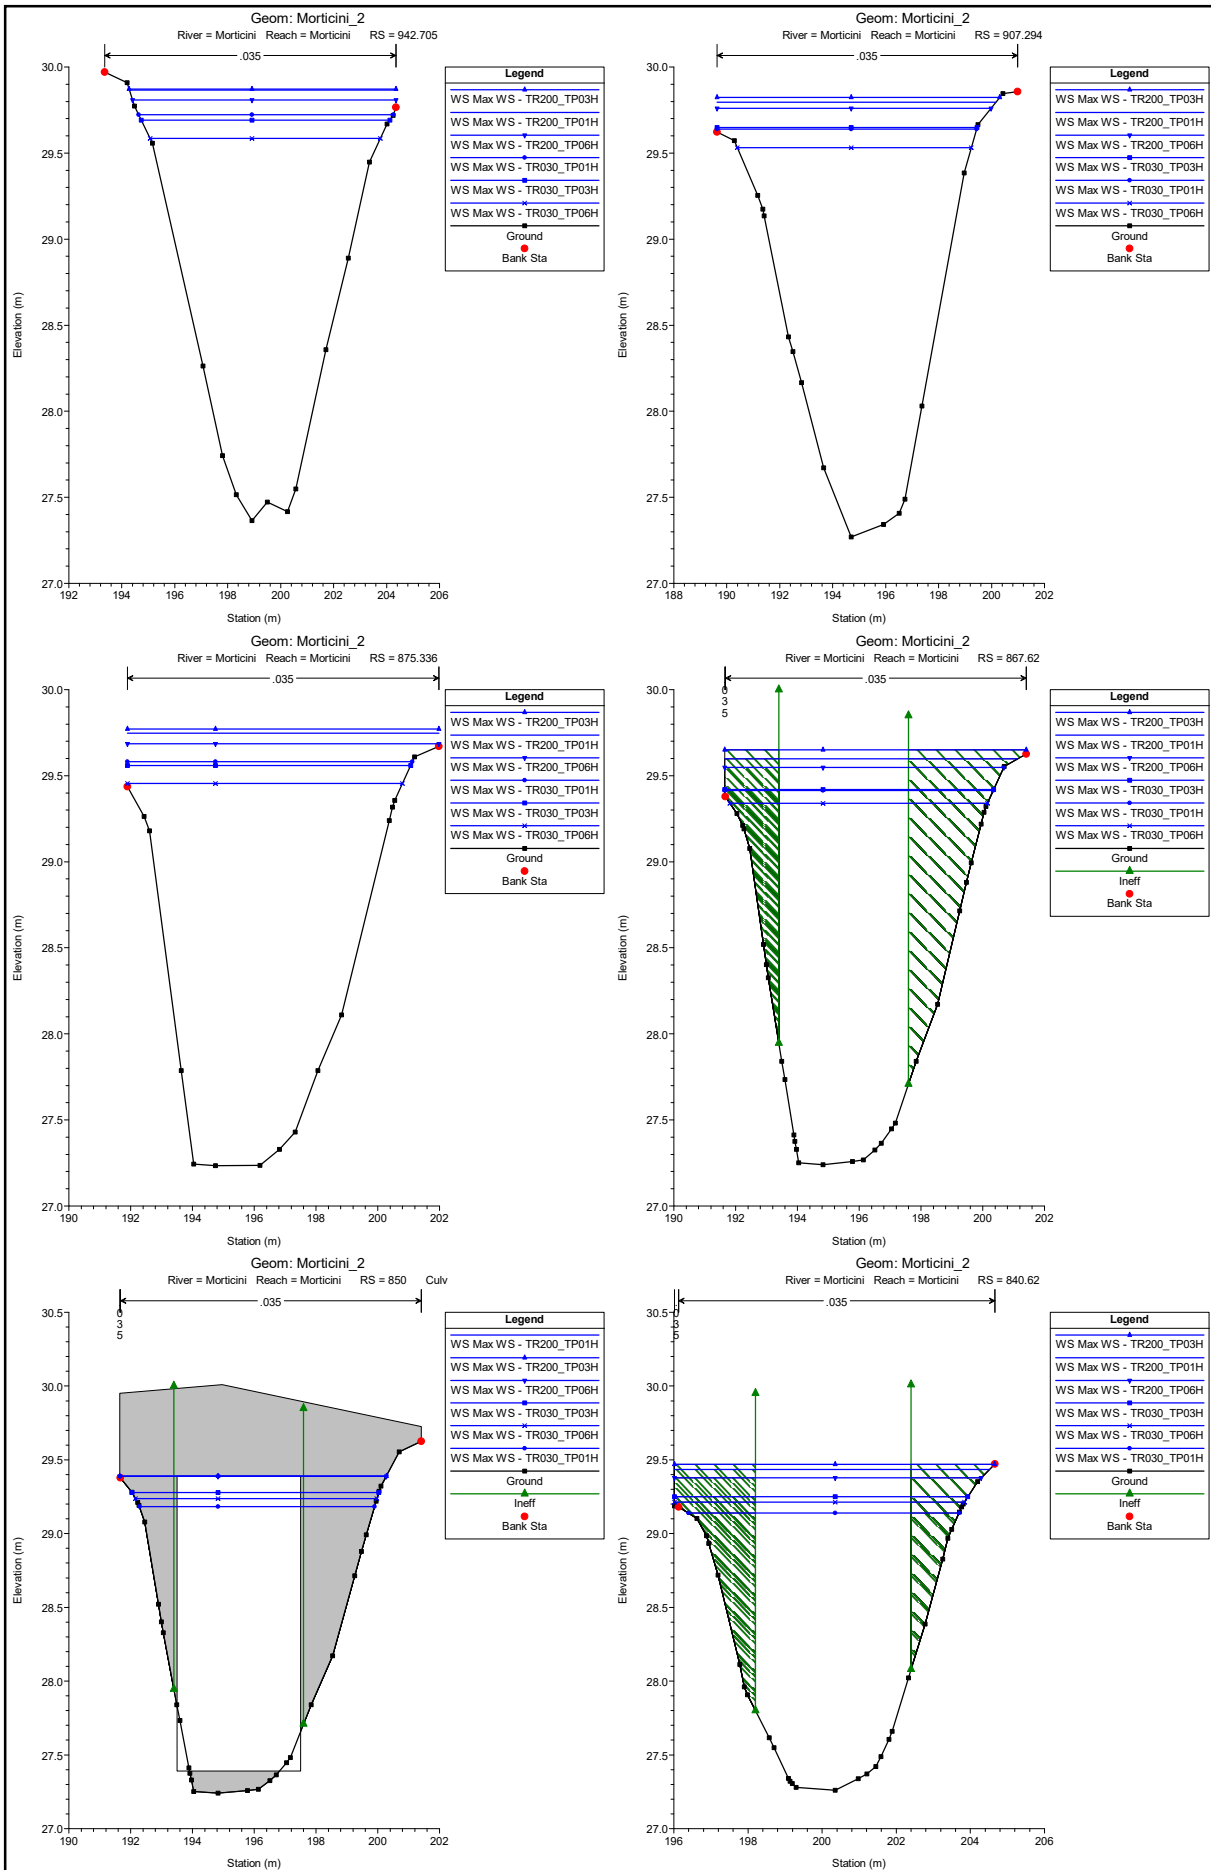 Geom: Morticini_2
River = Morticini Reach = Morticini RS = 942.705
.035
Legend
WS Max WS - TR200_TP03H
WS Max WS - TR200_TP01H
WS Max WS - TR200_TP06H
WS Max WS - TR030_TP01H
WS Max WS - TR030_TP03H
WS Max WS - TR030_TP06H
Ground
Bank Sta
Elevation (m)
30.0
29.5
29.0
28.5
28.0
27.5
27.0
192 194 196 198 200 202 204 206
Station (m)
Geom: Morticini_2
River = Morticini Reach = Morticini RS = 907.294
.035
Legend
WS Max WS - TR200_TP03H
WS Max WS - TR200_TP01H
WS Max WS - TR200_TP06H
WS Max WS - TR030_TP03H
WS Max WS - TR030_TP01H
WS Max WS - TR030_TP06H
Ground
Bank Sta
Elevation (m)
30.0
29.5
29.0
28.5
28.0
27.5
27.0
188 190 192 194 196 198 200 202
Station (m)
Geom: Morticini_2
River = Morticini Reach = Morticini RS = 875.336
.035
Legend
WS Max WS - TR200_TP03H
WS Max WS - TR200_TP01H
WS Max WS - TR200_TP06H
WS Max WS - TR030_TP01H
WS Max WS - TR030_TP03H
WS Max WS - TR030_TP06H
Ground
Bank Sta
Elevation (m)
30.0
29.5
29.0
28.5
28.0
27.5
27.0
190 192 194 196 198 200 202
Station (m)
Geom: Morticini_2
River = Morticini Reach = Morticini RS = 867.62
.035
0
3
5
Legend
WS Max WS - TR200_TP03H
WS Max WS - TR200_TP01H
WS Max WS - TR200_TP06H
WS Max WS - TR030_TP03H
WS Max WS - TR030_TP01H
WS Max WS - TR030_TP06H
Ground
Ineff
Bank Sta
Elevation (m)
30.0
29.5
29.0
28.5
28.0
27.5
27.0
190 192 194 196 198 200 202
Station (m)
Geom: Morticini_2
River = Morticini Reach = Morticini RS = 850 Culv
.035
0
3
5
Legend
WS Max WS - TR200_TP01H
WS Max WS - TR200_TP03H
WS Max WS - TR200_TP06H
WS Max WS - TR030_TP03H
WS Max WS - TR030_TP06H
WS Max WS - TR030_TP01H
Ground
Ineff
Bank Sta
Elevation (m)
30.5
30.0
29.5
29.0
28.5
28.0
27.5
27.0
190 192 194 196 198 200 202
Station (m)
Geom: Morticini_2
River = Morticini Reach = Morticini RS = 840.62
.035
.
0
3
5
Legend
WS Max WS - TR200_TP03H
WS Max WS - TR200_TP01H
WS Max WS - TR200_TP06H
WS Max WS - TR030_TP03H
WS Max WS - TR030_TP06H
WS Max WS - TR030_TP01H
Ground
Ineff
Bank Sta
Elevation (m)
30.5
30.0
29.5
29.0
28.5
28.0
27.5
27.0
196 198 200 202 204 206
Station (m)